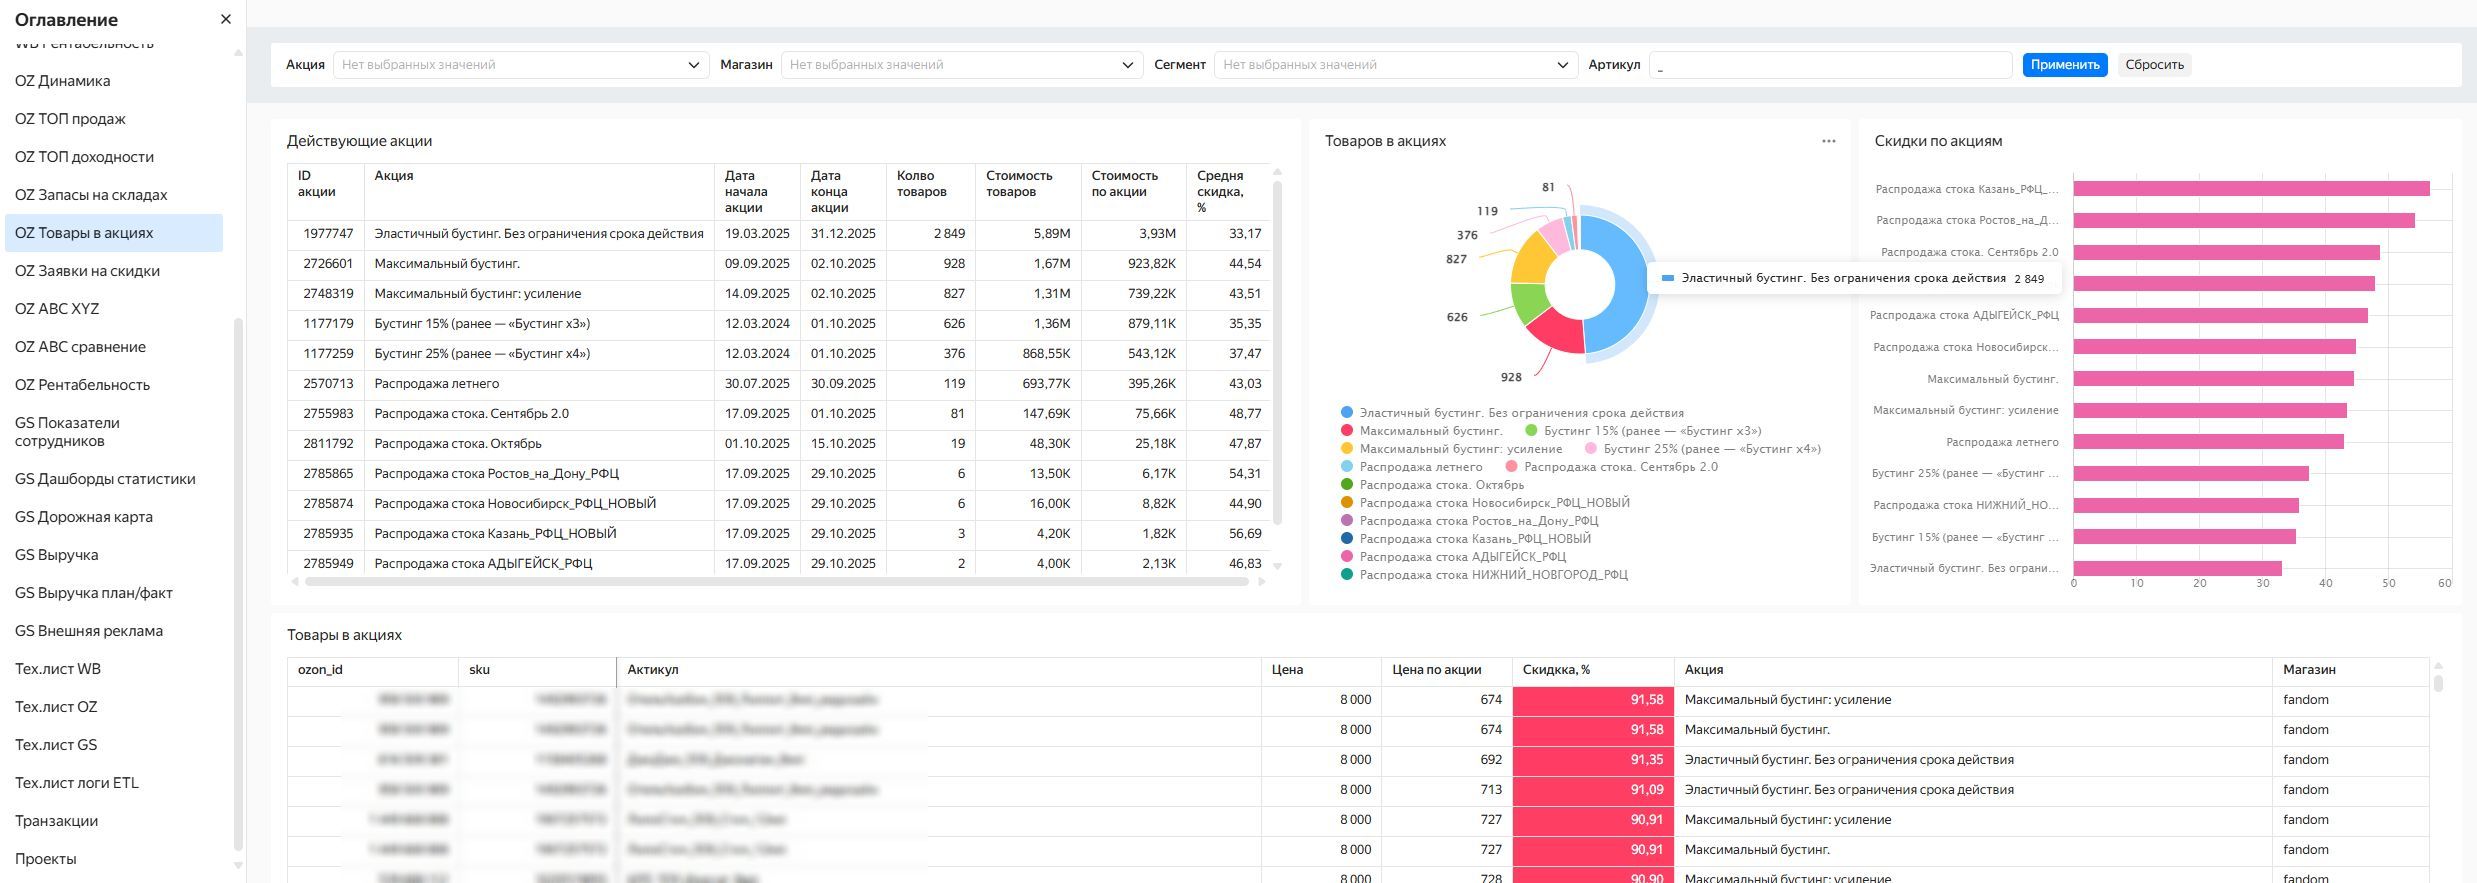 Оглавление
WB Рентабельность
OZ Динамика
OZ ТОП продаж
OZ ТОП доходности
OZ Запасы на складах
OZ Товары в акциях
OZ Заявки на скидки
OZ ABC XYZ
OZ ABC сравнение
OZ Рентабельность
GS Показатели
сотрудников
GS Дашборды статистики
GS Дорожная карта
GS Выручка
GS Выручка план/факт
GS Внешняя реклама
Тех.лист WB
Тех.лист OZ
Тех.лист GS
Тех.лист логи ETL
Транзакции
Проекты
Акция Нет выбранных значений Магазин Нет выбранных значений Сегмент Нет выбранных значений Артикул _ Применить Сбросить
Действующие акции
ID акции Акция Дата начала акции Дата конца акции Колво товаров Стоимость товаров Стоимость по акции Средня скидка, %
1977747 Эластичный бустинг. Без ограничения срока действия 19.03.2025 31.12.2025 2 849 5,89M 3,93M 33,17
2726601 Максимальный бустинг. 09.09.2025 02.10.2025 928 1,67M 923,82K 44,54
2748319 Максимальный бустинг: усиление 14.09.2025 02.10.2025 827 1,31M 739,22K 43,51
1177179 Бустинг 15% (ранее — «Бустинг х3») 12.03.2024 01.10.2025 626 1,36M 879,11K 35,35
1177259 Бустинг 25% (ранее — «Бустинг х4») 12.03.2024 01.10.2025 376 868,55K 543,12K 37,47
2570713 Распродажа летнего 30.07.2025 30.09.2025 119 693,77K 395,26K 43,03
2755983 Распродажа стока. Сентябрь 2.0 17.09.2025 01.10.2025 81 147,69K 75,66K 48,77
2811792 Распродажа стока. Октябрь 01.10.2025 15.10.2025 19 48,30K 25,18K 47,87
2785865 Распродажа стока Ростов_на_Дону_РФЦ 17.09.2025 29.10.2025 6 13,50K 6,17K 54,31
2785874 Распродажа стока Новосибирск_РФЦ_НОВЫЙ 17.09.2025 29.10.2025 6 16,00K 8,82K 44,90
2785935 Распродажа стока Казань_РФЦ_НОВЫЙ 17.09.2025 29.10.2025 3 4,20K 1,82K 56,69
2785949 Распродажа стока АДЫГЕЙСК_РФЦ 17.09.2025 29.10.2025 2 4,00K 2,13K 46,83
Товаров в акциях
81
119
376
827
626
928
Эластичный бустинг. Без ограничения срока действия 2 849
Эластичный бустинг. Без ограничения срока действия
Максимальный бустинг. Бустинг 15% (ранее — «Бустинг х3»)
Максимальный бустинг: усиление Бустинг 25% (ранее — «Бустинг х4»)
Распродажа летнего Распродажа стока. Сентябрь 2.0
Распродажа стока. Октябрь
Распродажа стока Новосибирск_РФЦ_НОВЫЙ
Распродажа стока Ростов_на_Дону_РФЦ
Распродажа стока Казань_РФЦ_НОВЫЙ
Распродажа стока АДЫГЕЙСК_РФЦ
Распродажа стока НИЖНИЙ_НОВГОРОД_РФЦ
Скидки по акциям
Распродажа стока Казань_РФЦ_...
Распродажа стока Ростов_на_Д...
Распродажа стока. Сентябрь 2.0
Распродажа стока АДЫГЕЙСК_РФЦ
Распродажа стока Новосибирск...
Максимальный бустинг.
Максимальный бустинг: усиление
Распродажа летнего
Бустинг 25% (ранее — «Бустинг ...
Распродажа стока НИЖНИЙ_НО...
Бустинг 15% (ранее — «Бустинг ...
Эластичный бустинг. Без ограни...
0 10 20 30 40 50 60
Товары в акциях
ozon_id sku Актикул Цена Цена по акции Скидкка, % Акция Магазин
8 000 674 91,58 Максимальный бустинг: усиление fandom
8 000 674 91,58 Максимальный бустинг. fandom
8 000 692 91,35 Эластичный бустинг. Без ограничения срока действия fandom
8 000 713 91,09 Эластичный бустинг. Без ограничения срока действия fandom
8 000 727 90,91 Максимальный бустинг: усиление fandom
8 000 727 90,91 Максимальный бустинг. fandom
8 000 728 90,90 Максимальный бустинг: усиление fandom